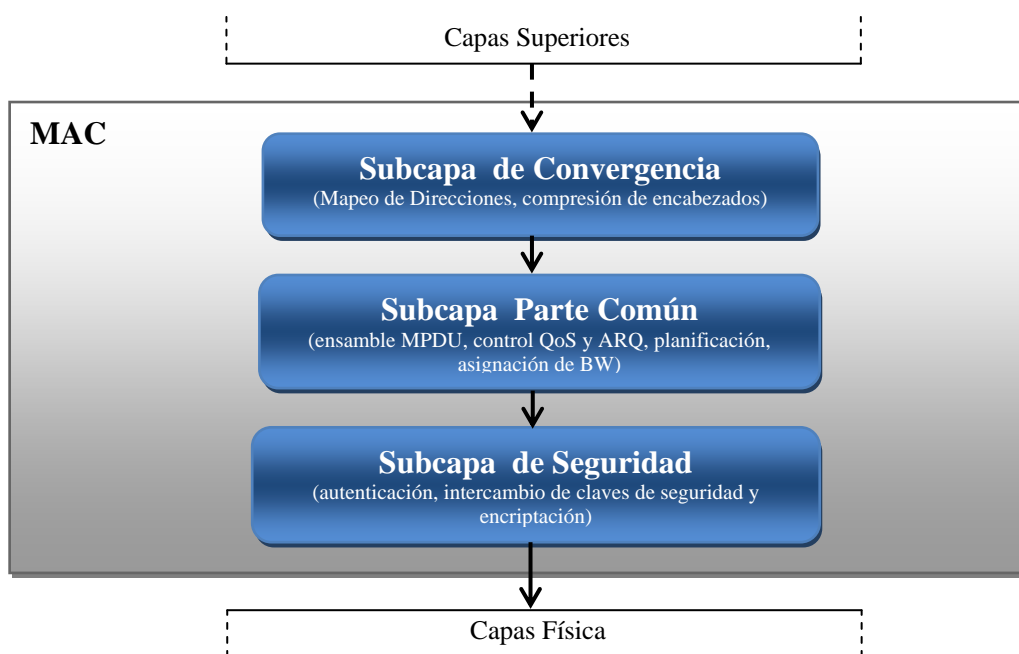 Capas Superiores
MAC
Subcapa de Convergencia
(Mapeo de Direcciones, compresión de encabezados)
Subcapa Parte Común
(ensamble MPDU, control QoS y ARQ, planificación,
asignación de BW)
Subcapa de Seguridad
(autenticación, intercambio de claves de seguridad y
encriptación)
Capas Física